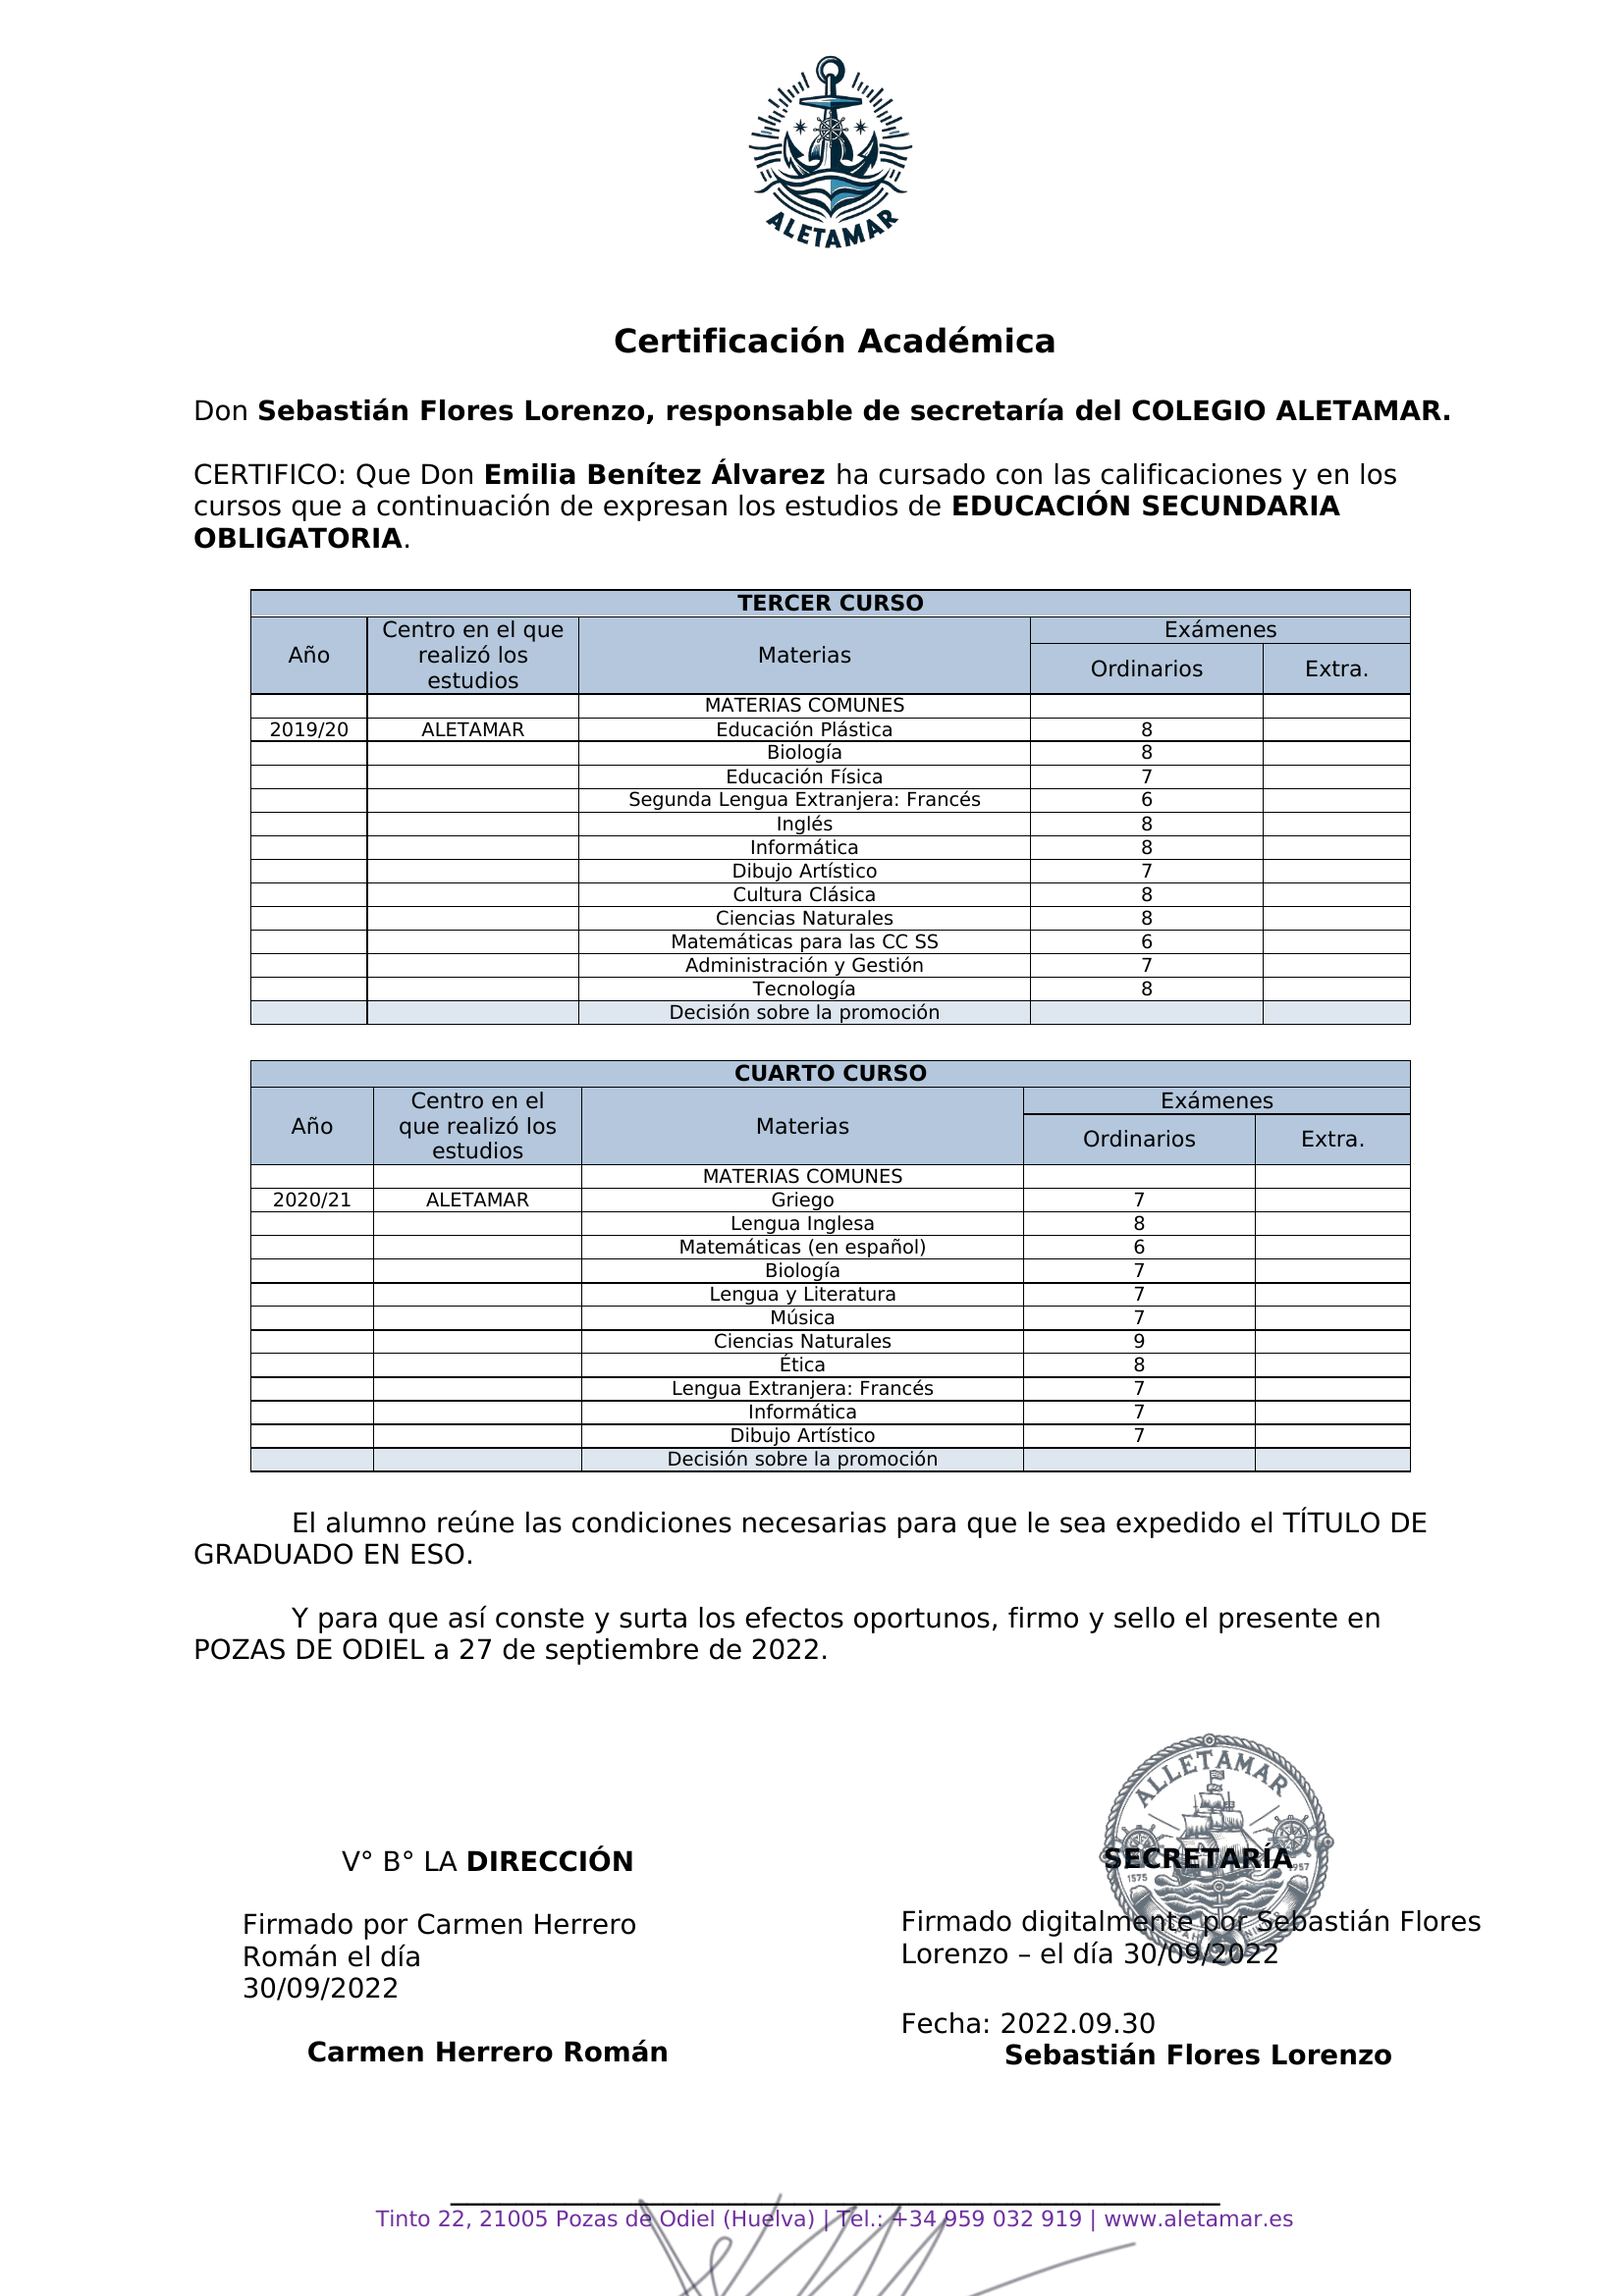 ALETAMAR
Certificación Académica
Don Sebastián Flores Lorenzo, responsable de secretaría del COLEGIO ALETAMAR.
CERTIFICO: Que Don Emilia Benítez Álvarez ha cursado con las calificaciones y en los
cursos que a continuación de expresan los estudios de EDUCACIÓN SECUNDARIA
OBLIGATORIA.
TERCER CURSO
Año Centro en el que realizó los estudios Materias Exámenes
Ordinarios Extra.
MATERIAS COMUNES
2019/20 ALETAMAR Educación Plástica 8
Biología 8
Educación Física 7
Segunda Lengua Extranjera: Francés 6
Inglés 8
Informática 8
Dibujo Artístico 7
Cultura Clásica 8
Ciencias Naturales 8
Matemáticas para las CC SS 6
Administración y Gestión 7
Tecnología 8
Decisión sobre la promoción
CUARTO CURSO
Año Centro en el que realizó los estudios Materias Exámenes
Ordinarios Extra.
MATERIAS COMUNES
2020/21 ALETAMAR Griego 7
Lengua Inglesa 8
Matemáticas (en español) 6
Biología 7
Lengua y Literatura 7
Música 7
Ciencias Naturales 9
Ética 8
Lengua Extranjera: Francés 7
Informática 7
Dibujo Artístico 7
Decisión sobre la promoción
El alumno reúne las condiciones necesarias para que le sea expedido el TÍTULO DE
GRADUADO EN ESO.
Y para que así conste y surta los efectos oportunos, firmo y sello el presente en
POZAS DE ODIEL a 27 de septiembre de 2022.
V° B° LA DIRECCIÓN
Firmado por Carmen Herrero
Román el día
30/09/2022
Carmen Herrero Román
ALLETAMAR
SECRETARÍA
1575 1957
Firmado digitalmente por Sebastián Flores
Lorenzo – el día 30/09/2022
Fecha: 2022.09.30
Sebastián Flores Lorenzo
Tinto 22, 21005 Pozas de Odiel (Huelva) | Tel.: +34 959 032 919 | www.aletamar.es